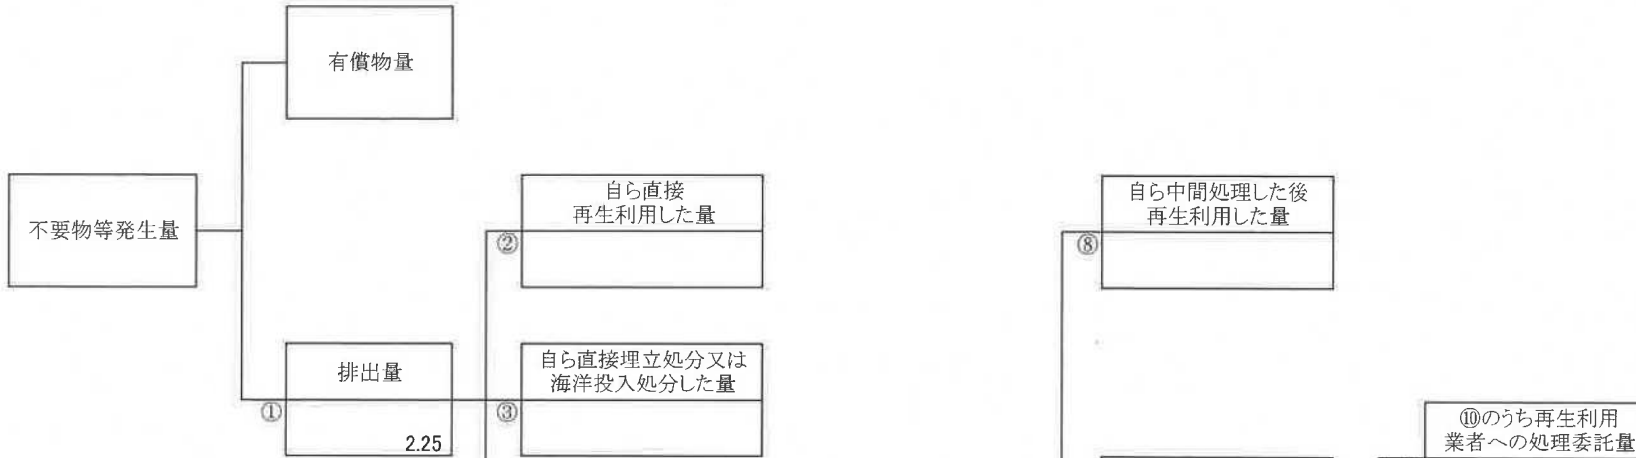 有償物量
不要物等発生量
自ら直接
再生利用した量
②
自ら中間処理した後
再生利用した量
⑧
排出量
①
2.25
自ら直接埋立処分又は
海洋投入処分した量
③
⑩のうち再生利用
業者への処理委託量